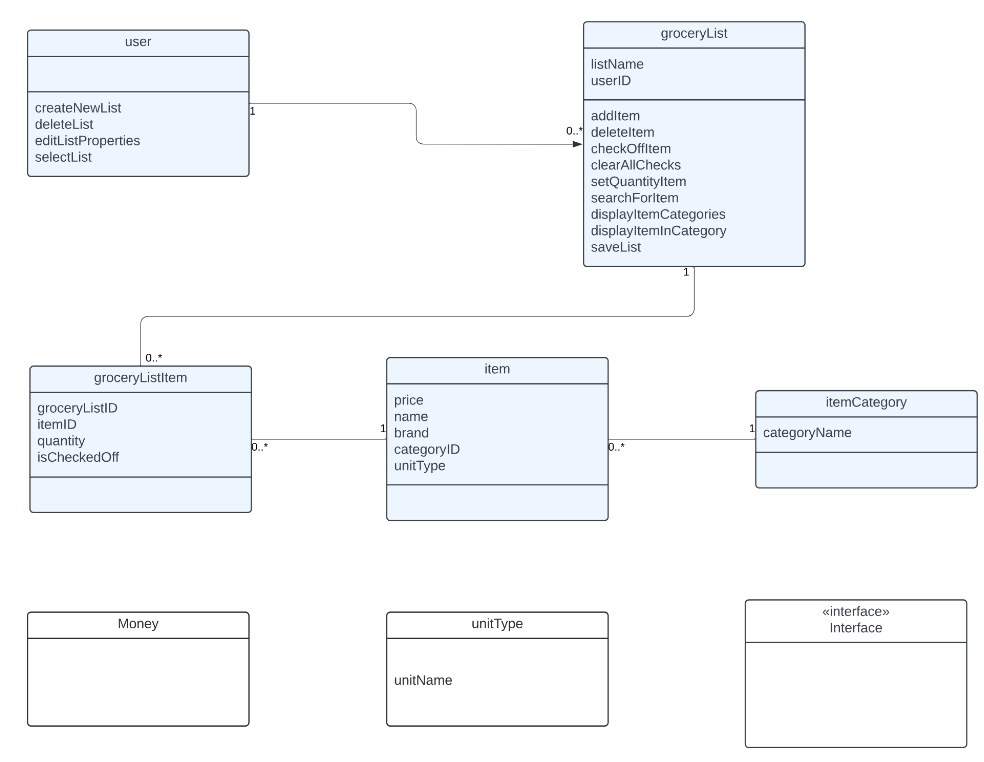 user
createNewList
deleteList
editListProperties
selectList
1
0..*
groceryList
listName
userID
addItem
deleteItem
checkOffItem
clearAllChecks
setQuantityItem
searchForItem
displayItemCategories
displayItemInCategory
saveList
1
0..*
groceryListItem
groceryListID
itemID
quantity
isCheckedOff
0..*
1
item
price
name
brand
categoryID
unitType
0..*
1
itemCategory
categoryName
Money
unitType
unitName
«interface»
Interface